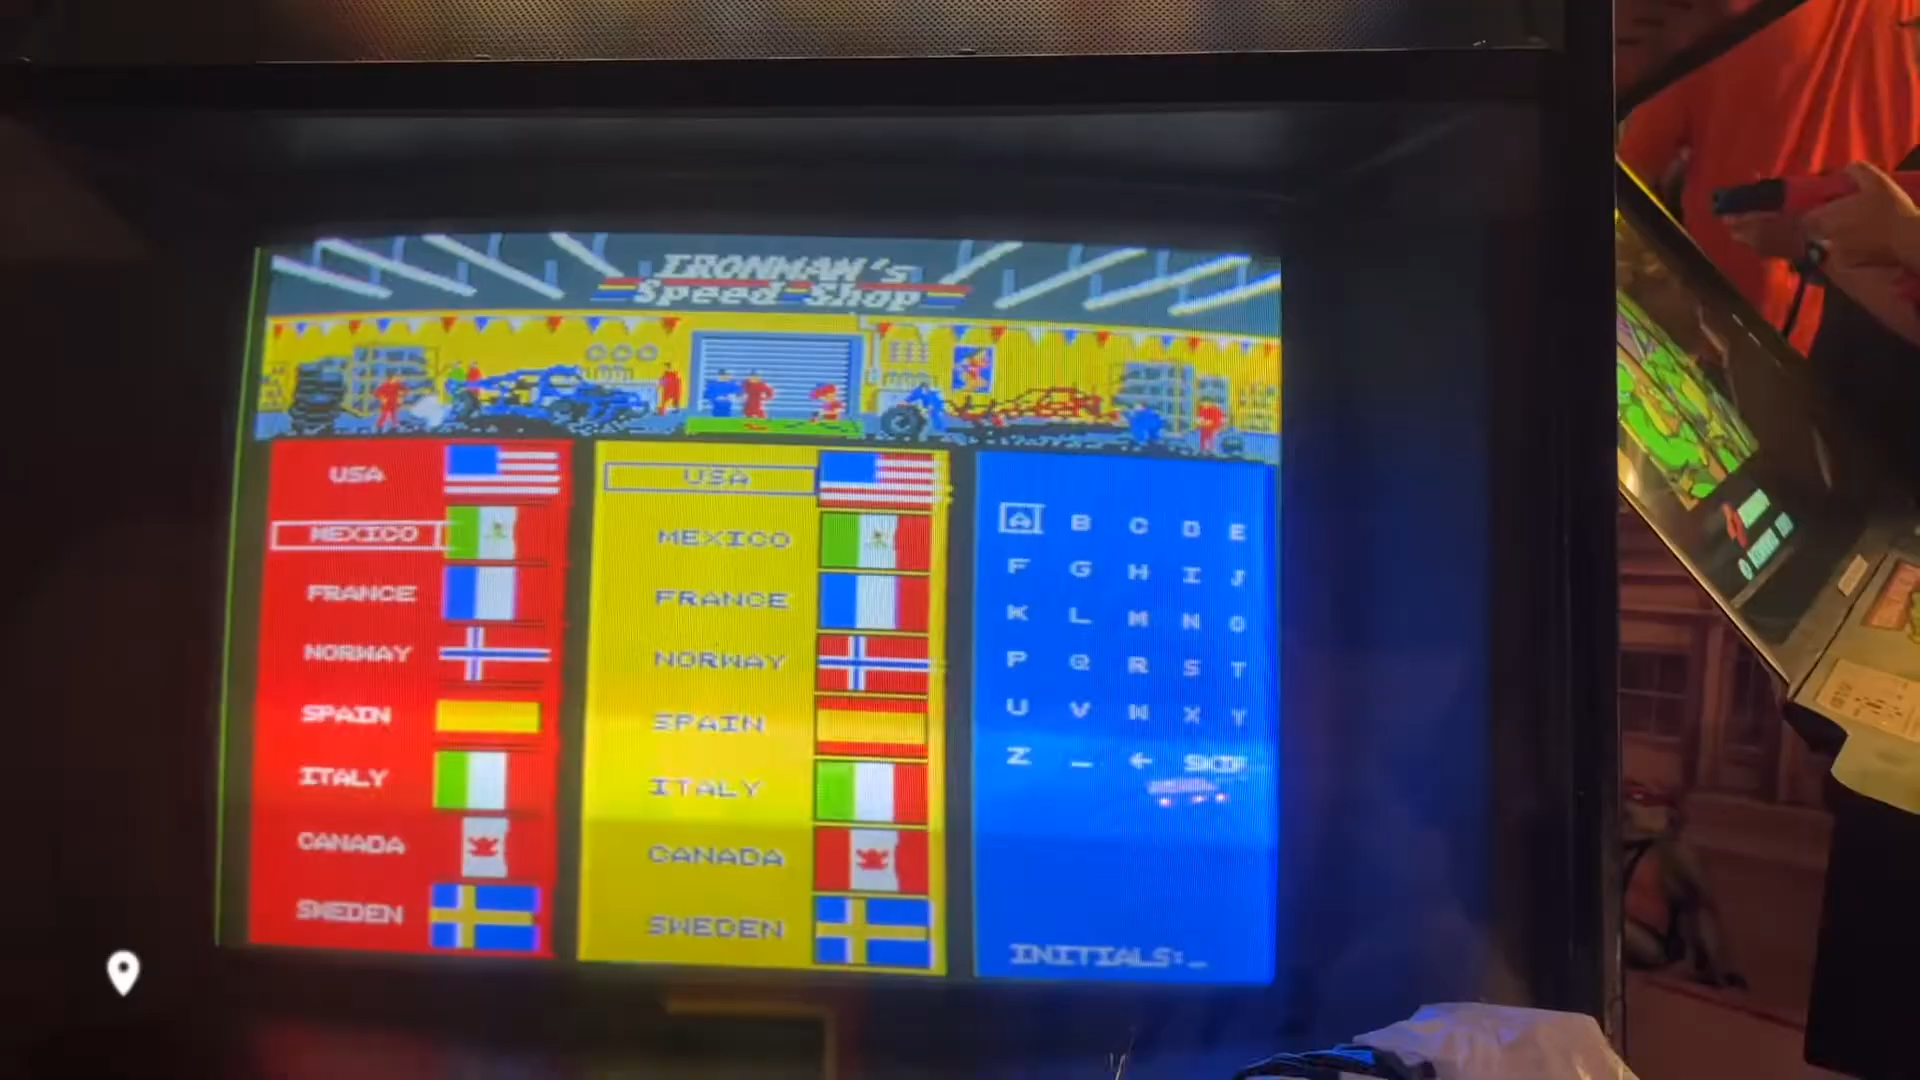 IRONMAN's
Speed Shop
USA
MEXICO
FRANCE
NORWAY
SPAIN
ITALY
CANADA
SWEDEN
USA
MEXICO
FRANCE
NORWAY
SPAIN
ITALY
CANADA
SWEDEN
A B C D E
F G H I J
K L M N O
P Q R S T
U V W X Y
Z _ ← SKIP
INITIALS:_